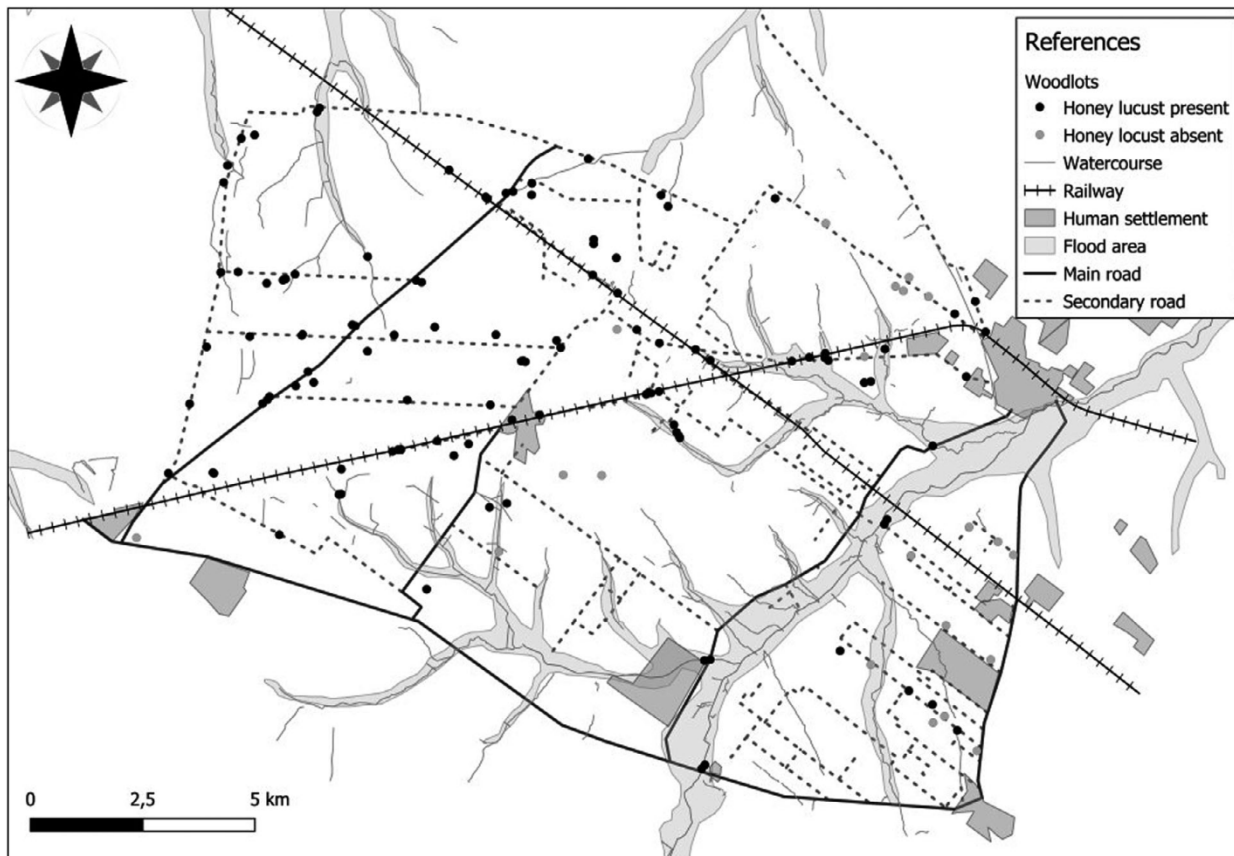 References
Woodlots
Honey lucust present
Honey locust absent
Watercourse
Railway
Human settlement
Flood area
Main road
Secondary road
0 2,5 5 km